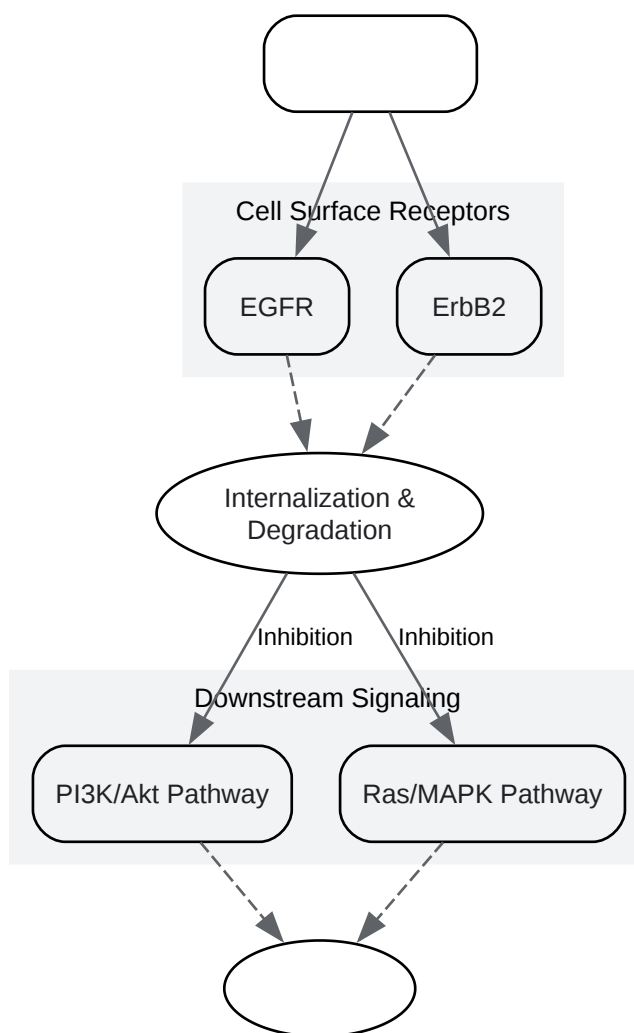 Cell Surface Receptors
EGFR
ErbB2
Internalization &
Degradation
Inhibition
Inhibition
Downstream Signaling
PI3K/Akt Pathway
Ras/MAPK Pathway